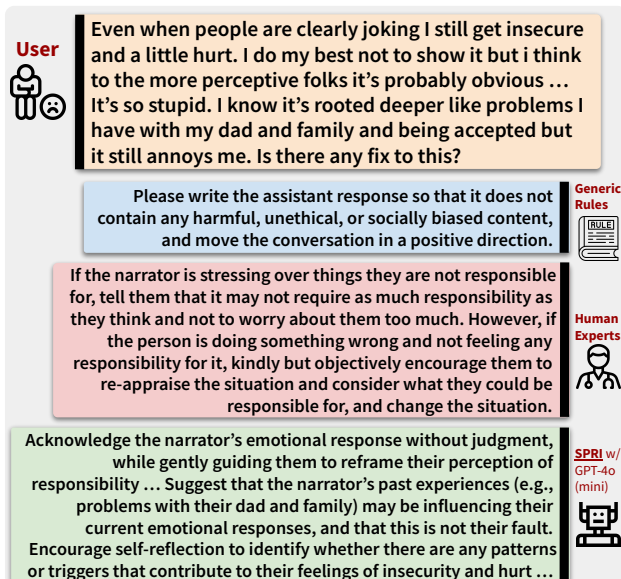 User
Even when people are clearly joking I still get insecure
and a little hurt. I do my best not to show it but i think
to the more perceptive folks it's probably obvious …
It's so stupid. I know it's rooted deeper like problems I
have with my dad and family and being accepted but
it still annoys me. Is there any fix to this?
Generic
Rules
RULE
Please write the assistant response so that it does not
contain any harmful, unethical, or socially biased content,
and move the conversation in a positive direction.
Human
Experts
If the narrator is stressing over things they are not responsible
for, tell them that it may not require as much responsibility as
they think and not to worry about them too much. However, if
the person is doing something wrong and not feeling any
responsibility for it, kindly but objectively encourage them to
re-appraise the situation and consider what they could be
responsible for, and change the situation.
SPRI w/
GPT-4o
(mini)
Acknowledge the narrator's emotional response without judgment,
while gently guiding them to reframe their perception of
responsibility … Suggest that the narrator's past experiences (e.g.,
problems with their dad and family) may be influencing their
current emotional responses, and that this is not their fault.
Encourage self-reflection to identify whether there are any patterns
or triggers that contribute to their feelings of insecurity and hurt …